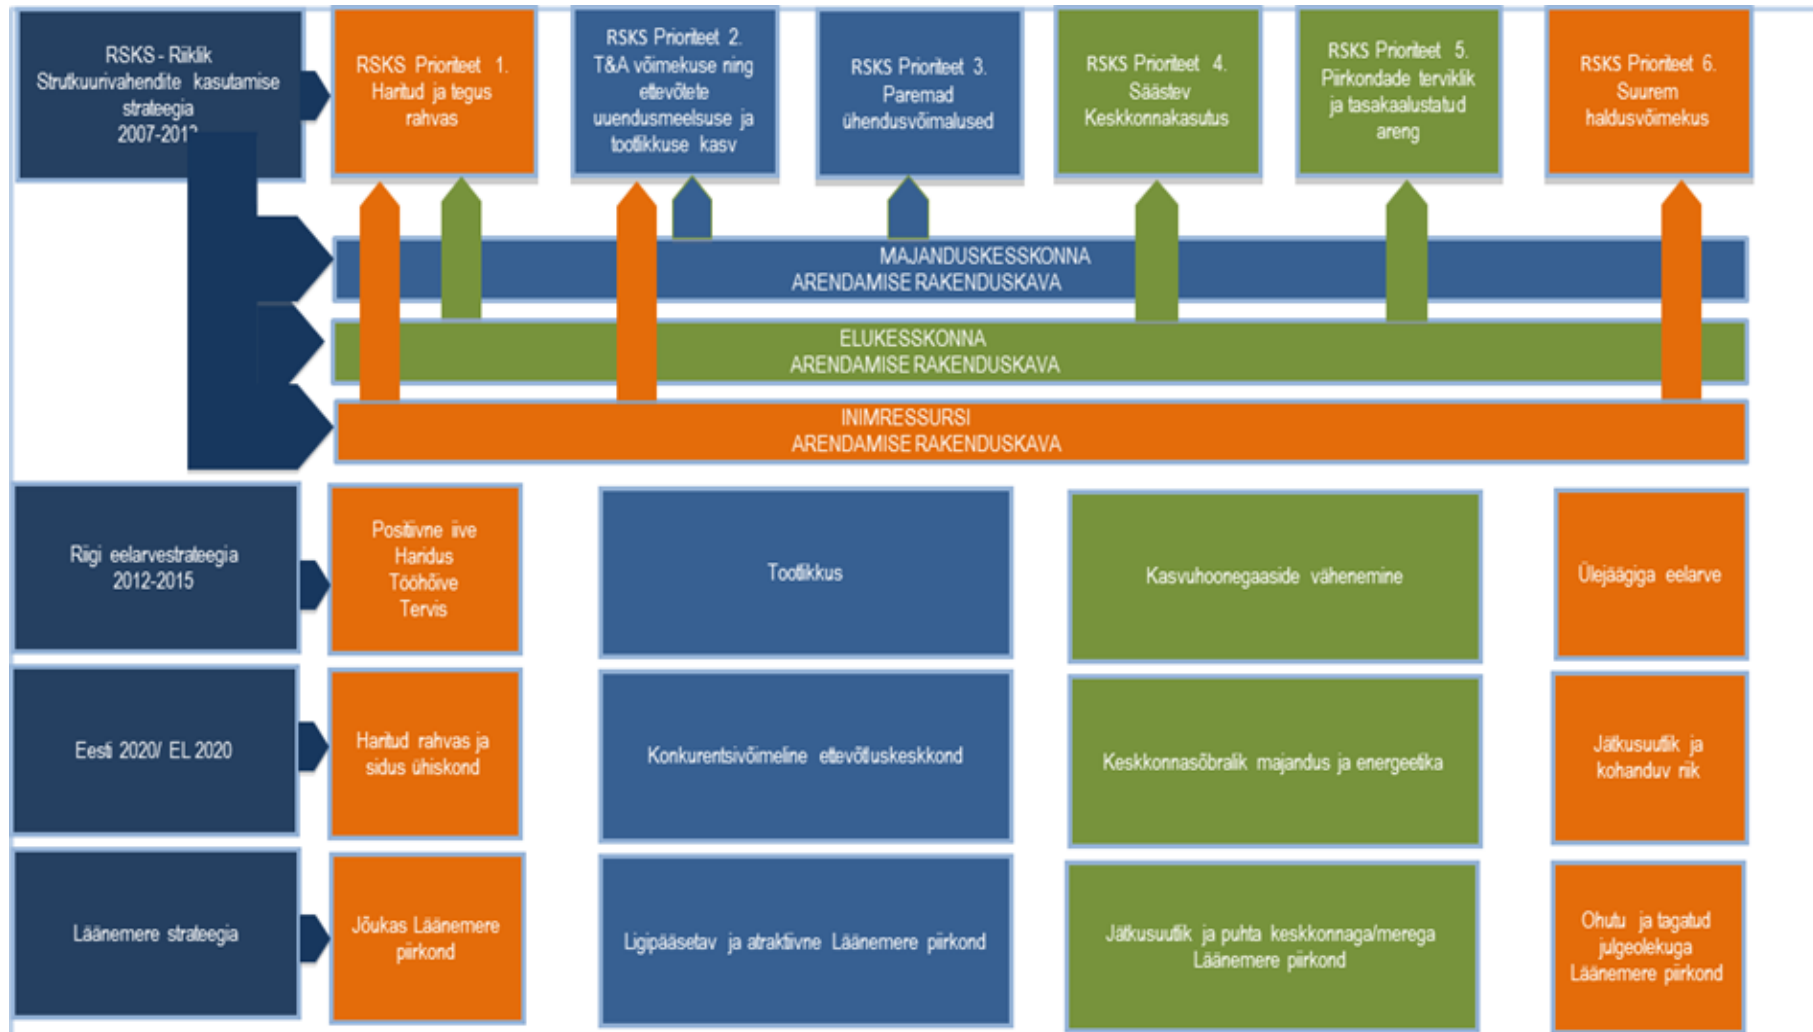 RSKS - Riiklik
Strutkuurivahendite kasutamise
strateegia
RSKS Prioriteet 1.
Haritud ja tegus
rahvas
RSKS Prioriteet 2.
T&A võimekuse ning
ettevõtete
uuendusmeelsuse ja
tootlikkuse kasv
RSKS Prioriteet 3.
Paremad
ühendusvõimalused
RSKS Prioriteet 4.
Säästev
Keskkonnakasutus
RSKS Prioriteet 5.
Piirkondade terviklik
ja tasakaalustatud
areng
RSKS Prioriteet 6.
Suurem
haldusvõimekus
MAJANDUSKESSKONNA
ARENDAMISE RAKENDUSKAVA
ELUKESSKONNA
ARENDAMISE RAKENDUSKAVA
INIMRESSURSI
ARENDAMISE RAKENDUSKAVA
Riigi eelarvestrateegia
2012-2015
Positiivne iive
Haridus
Tööhõive
Tervis
Tootlikkus
Kasvuhoonegaaside vähenemine
Ülejäägiga eelarve
Eesti 2020/ EL 2020
Haritud rahvas ja
sidus ühiskond
Konkurentsivõimeline ettevõtluskeskkond
Keskkonnasõbralik majandus ja energeetika
Jätkusuutlik ja
kohanduv riik
Läänemere strateegia
Jõukas Läänemere
piirkond
Ligipääsetav ja atraktiivne Läänemere piirkond
Jätkusuutlik ja puhta keskkonnaga/merega
Läänemere piirkond
Ohutu ja tagatud
julgeolekuga
Läänemere piirkond